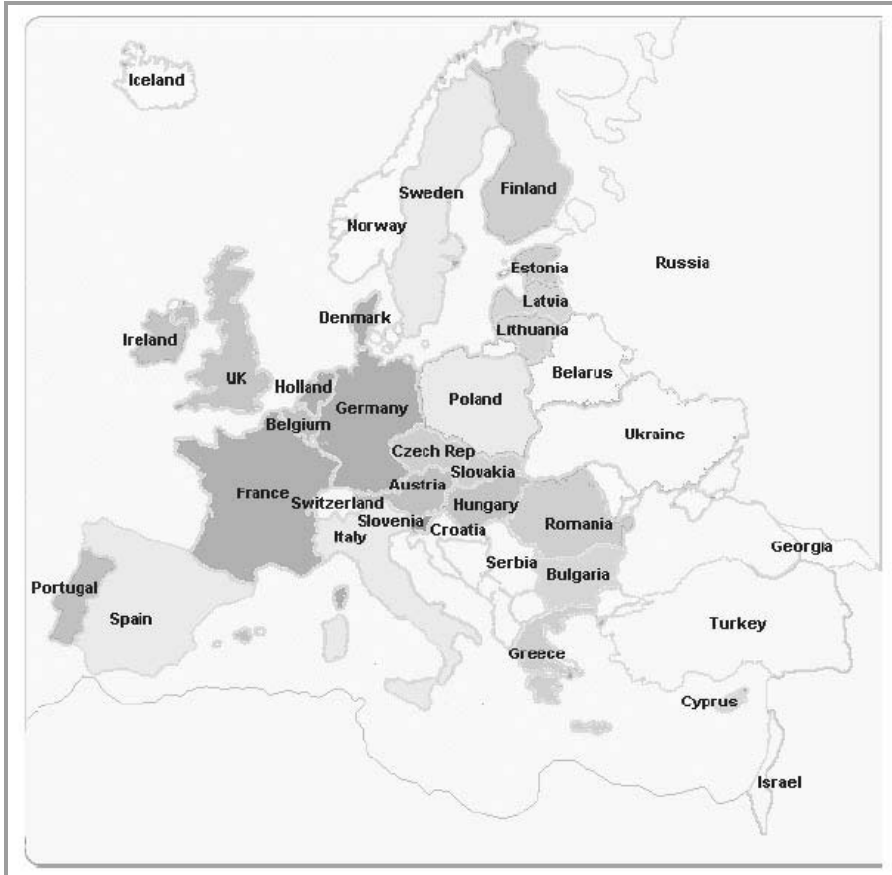 Iceland
Sweden
Finland
Norway
Estonia
Russia
Latvia
Denmark
Lithuania
Ireland
Belarus
UK
Holland
Poland
Germany
Belgium
Ukraine
Czech Rep
Slovakia
Austria
France
Switzerland
Hungary
Slovenia
Romania
Croatia
Italy
Georgia
Serbia
Bulgaria
Portugal
Spain
Turkey
Greece
Cyprus
Israel